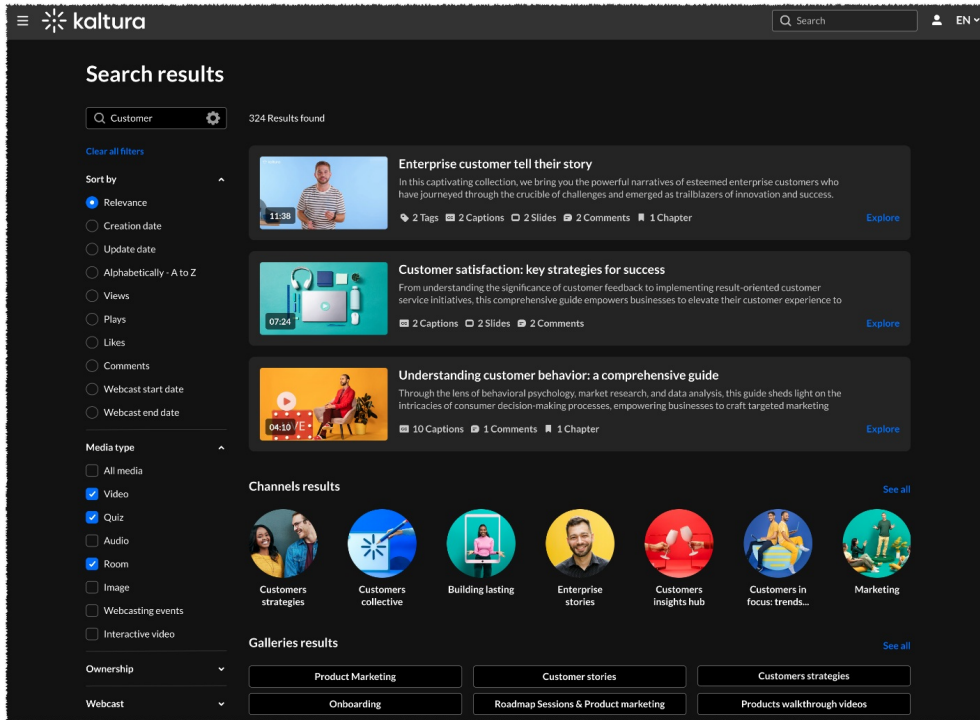 kaltura
Search
EN
Search results
Customer
324 Results found
Clear all filters
Sort by
Relevance
Creation date
Update date
Alphabetically - A to Z
Views
Plays
Likes
Comments
Webcast start date
Webcast end date
Media type
All media
Video
Quiz
Audio
Room
Image
Webcasting events
Interactive video
Ownership
Webcast
11:38
Enterprise customer tell their story
In this captivating collection, we bring you the powerful narratives of esteemed enterprise customers who
have journeyed through the crucible of challenges and emerged as trailblazers of innovation and success.
2 Tags 2 Captions 2 Slides 2 Comments 1 Chapter
Explore
07:24
Customer satisfaction: key strategies for success
From understanding the significance of customer feedback to implementing result-oriented customer
service initiatives, this comprehensive guide empowers businesses to elevate their customer experience to
2 Captions 2 Slides 2 Comments
Explore
04:10
Understanding customer behavior: a comprehensive guide
Through the lens of behavioral psychology, market research, and data analysis, this guide sheds light on the
intricacies of consumer decision-making processes, empowering businesses to craft targeted marketing
10 Captions 1 Comments 1 Chapter
Explore
Channels results
See all
Customers
strategies
Customers
collective
Building lasting
Enterprise
stories
Customers
insights hub
Customers in
focus: trends...
Marketing
Galleries results
See all
Product Marketing
Customer stories
Customers strategies
Onboarding
Roadmap Sessions & Product marketing
Products walkthrough videos